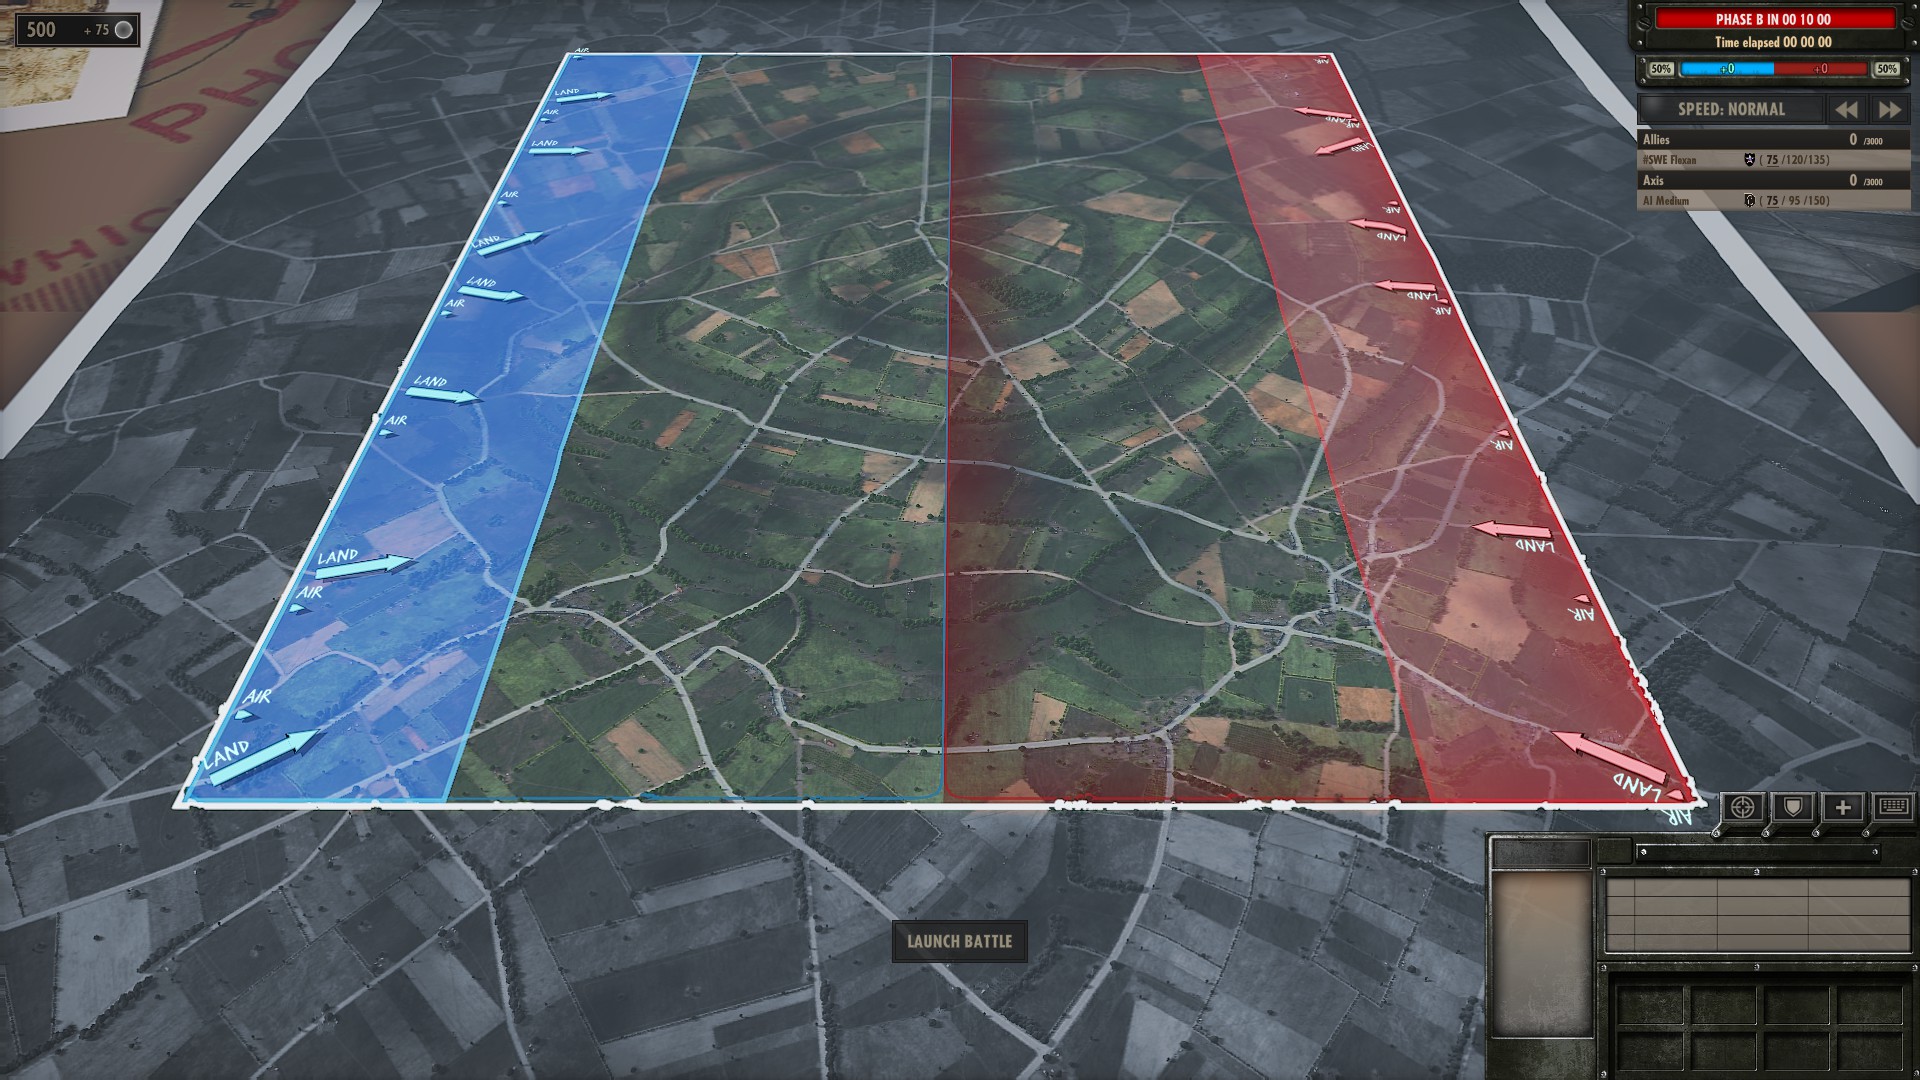 500 + 75
PHASE B IN 00 10 00
Time elapsed 00 00 00
50% +0 +0 50%
SPEED: NORMAL
Allies 0 /3000
#SWE Floxan ( 75 /120/135)
Axis 0 /3000
AI Medium ( 75 / 95 /150)
AIR
LAND
AIR
LAND
AIR
LAND
LAND
AIR
LAND
AIR
LAND
AIR
AIR
LAND
AIR
LAND
AIR
LAND
AIR
LAND
LAND
AIR
AIR
LAND
AIR
LAND
AIR
LAUNCH BATTLE